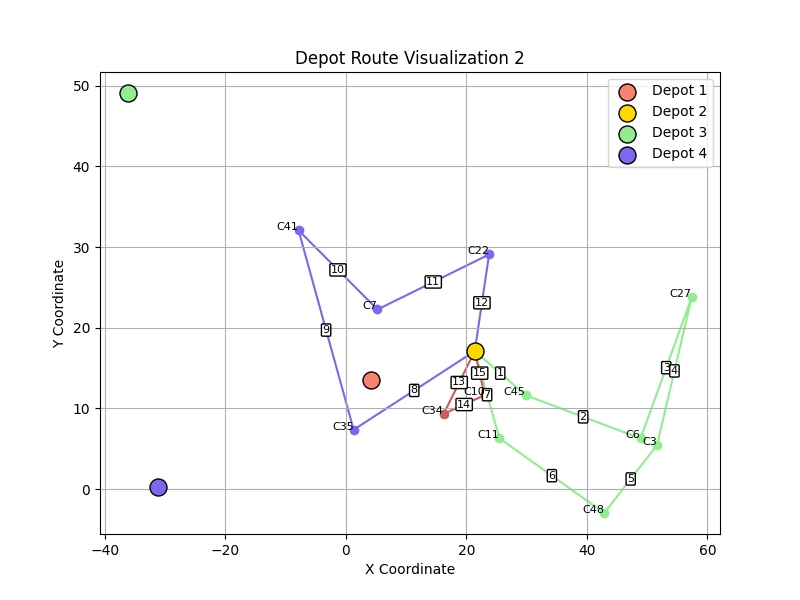 Depot Route Visualization 2
Depot 1
Depot 2
Depot 3
Depot 4
Y Coordinate
50
40
30
20
10
0
C41
C22
10
11
C27
12
C7
9
3
4
15
1
13
8
C10
7
C45
14
C34
2
C35
C11
C6
C3
6
5
C48
−40
−20
0
20
40
60
X Coordinate